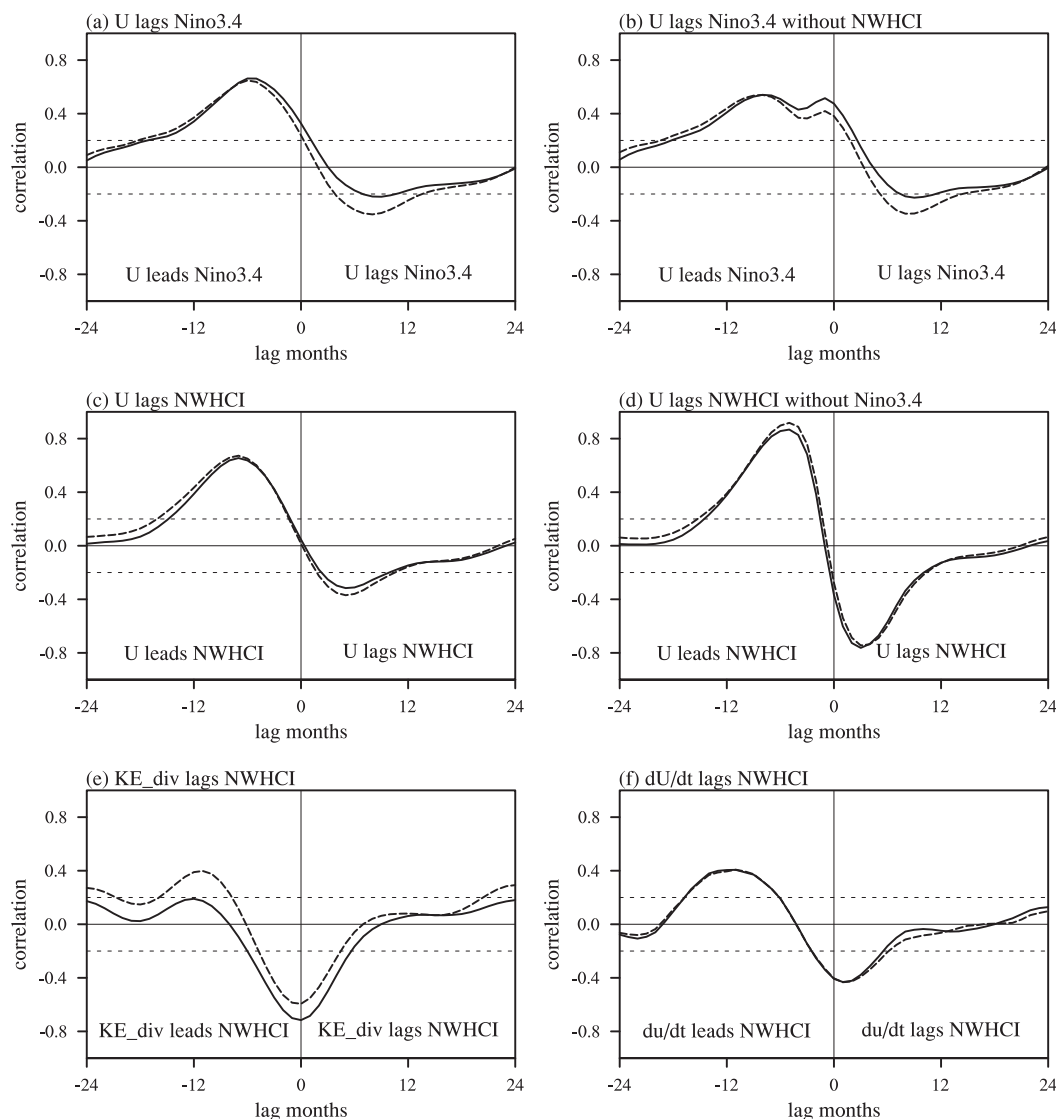 (a) U lags Nino3.4
0.8
0.4
0.0
-0.4
-0.8
correlation
U leads Nino3.4
U lags Nino3.4
-24
-12
0
12
24
lag months
(b) U lags Nino3.4 without NWHCI
0.8
0.4
0.0
-0.4
-0.8
correlation
U leads Nino3.4
U lags Nino3.4
-24
-12
0
12
24
lag months
(c) U lags NWHCI
0.8
0.4
0.0
-0.4
-0.8
correlation
U leads NWHCI
U lags NWHCI
-24
-12
0
12
24
lag months
(d) U lags NWHCI without Nino3.4
0.8
0.4
0.0
-0.4
-0.8
correlation
U leads NWHCI
U lags NWHCI
-24
-12
0
12
24
lag months
(e) KE_div lags NWHCI
0.8
0.4
0.0
-0.4
-0.8
correlation
KE_div leads NWHCI
KE_div lags NWHCI
-24
-12
0
12
24
lag months
(f) dU/dt lags NWHCI
0.8
0.4
0.0
-0.4
-0.8
correlation
du/dt leads NWHCI
du/dt lags NWHCI
-24
-12
0
12
24
lag months